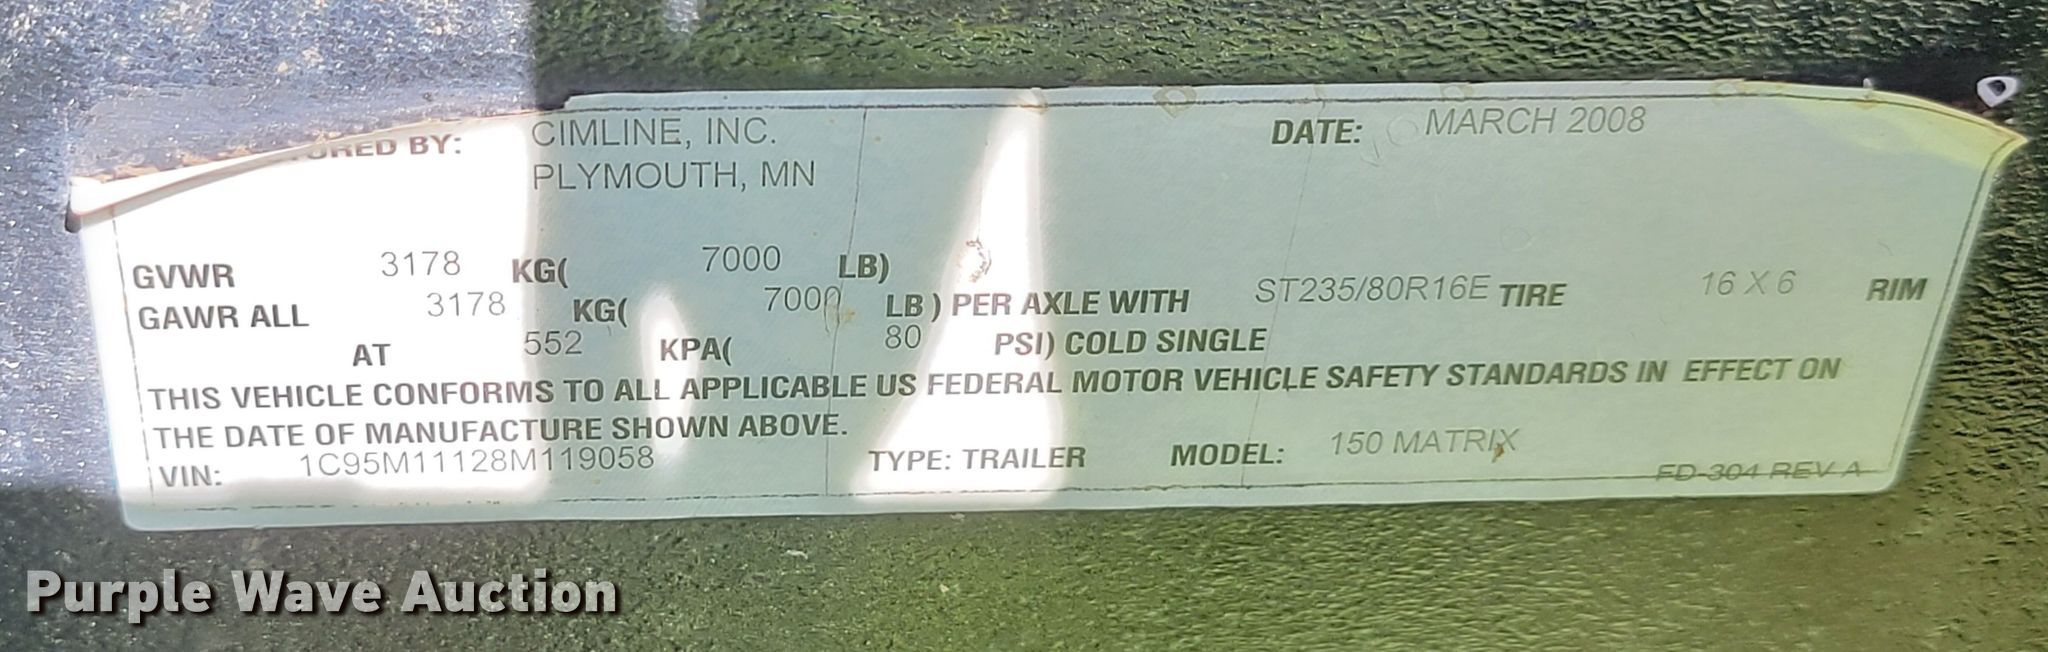 BY: CIMLINE, INC. DATE: MARCH 2008
PLYMOUTH, MN
GVWR 3178 KG( 7000 LB)
GAWR ALL 3178 KG( 7000 LB ) PER AXLE WITH ST235/80R16E TIRE 16 X 6 RIM
AT 552 KPA( 80 PSI) COLD SINGLE
THIS VEHICLE CONFORMS TO ALL APPLICABLE US FEDERAL MOTOR VEHICLE SAFETY STANDARDS IN EFFECT ON
THE DATE OF MANUFACTURE SHOWN ABOVE.
VIN: 1C95M11128M119058 TYPE: TRAILER MODEL: 150 MATRIX
FD-304 REV A
Purple Wave Auction